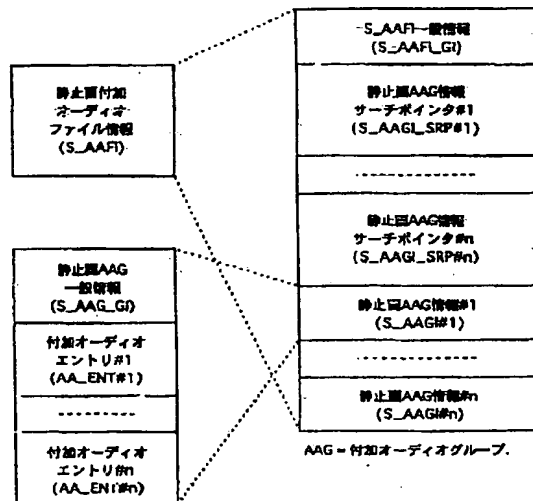 静止画付加
オーディオ
ファイル情報
(S_AAFI)
静止画AAG
一般情報
(S_AAG_GI)
付加オーディオ
エントリ#1
(AA_ENT#1)
付加オーディオ
エントリ#n
(AA_ENT#n)
S_AAFI一般情報
(S_AAFI_GI)
静止画AAG情報
サーチポインタ#1
(S_AAGI_SRP#1)
静止画AAG情報
サーチポインタ#n
(S_AAGI_SRP#n)
静止画AAG情報#1
(S_AAGI#1)
静止画AAG情報#n
(S_AAGI#n)
AAG = 付加オーディオグループ.